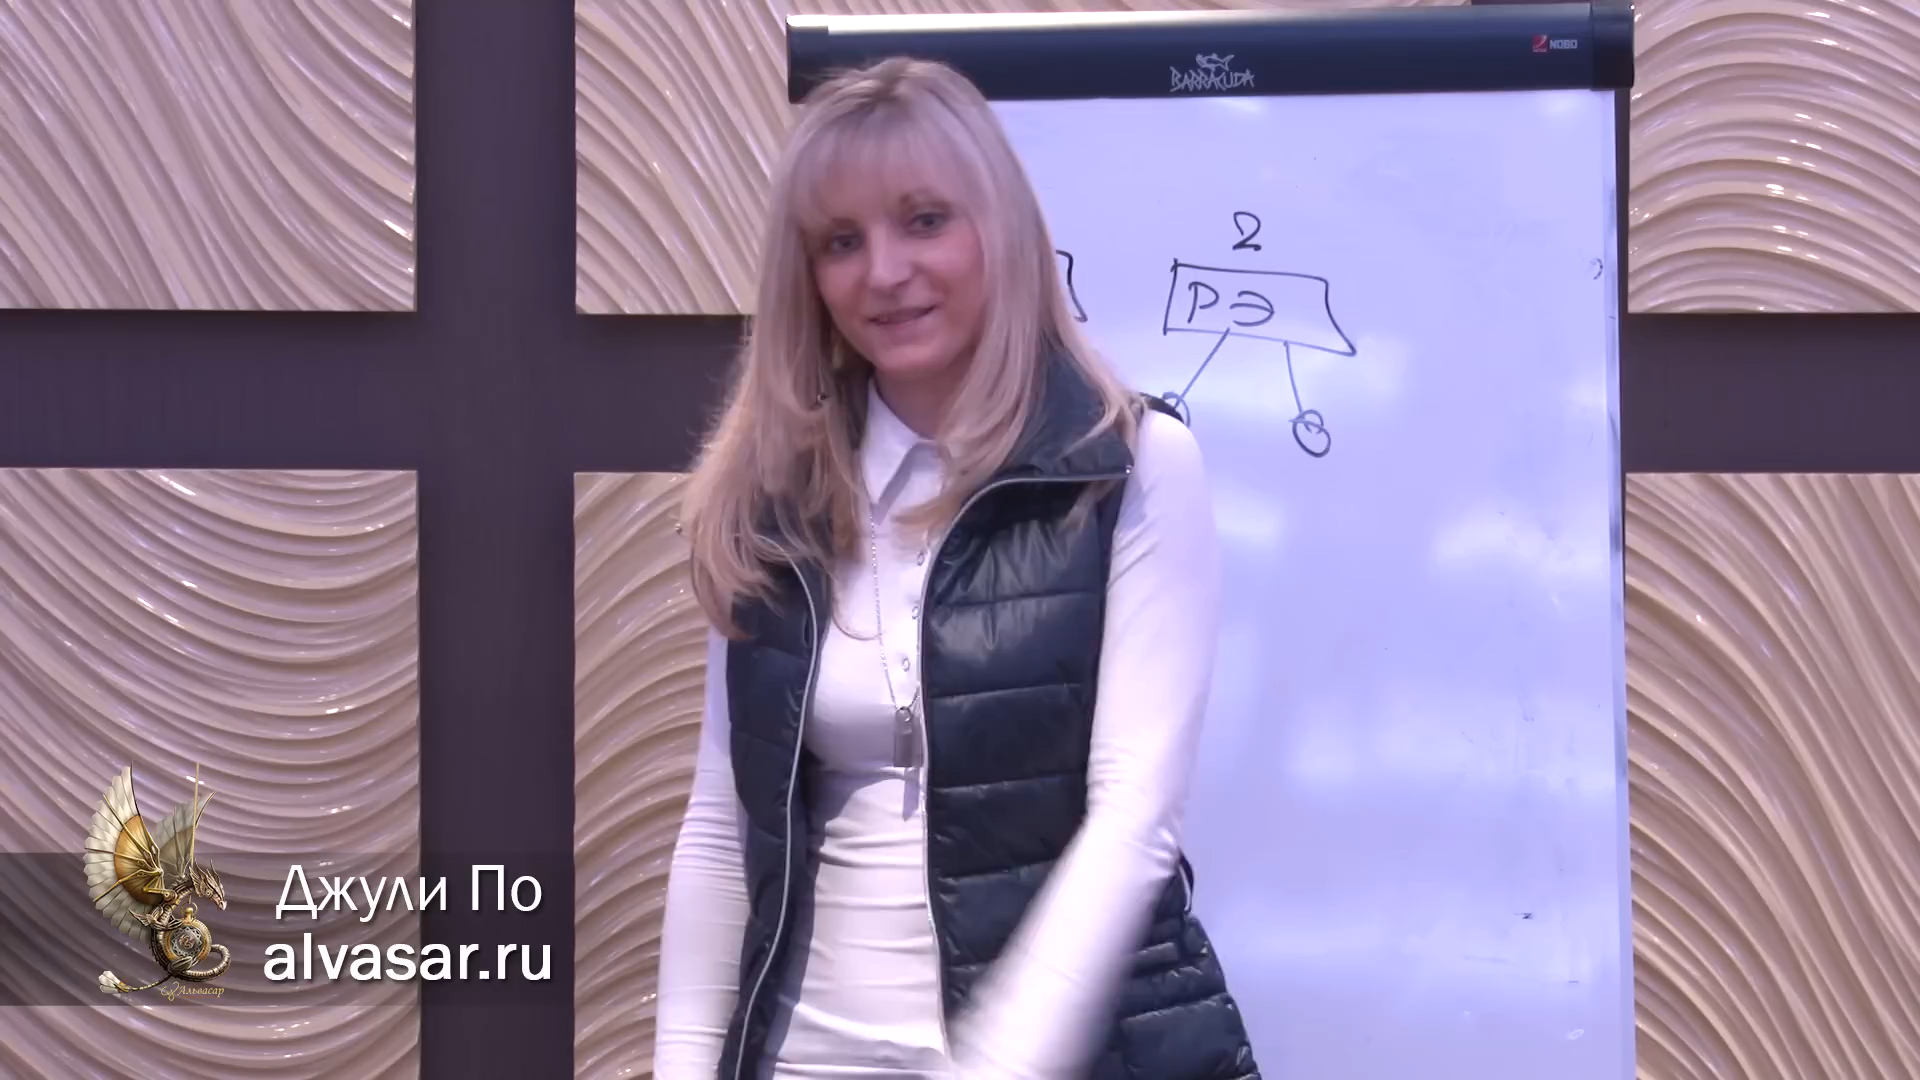 BARRACUDA
NOBO
2
РЭ
Джули По
alvasar.ru
Альвасар